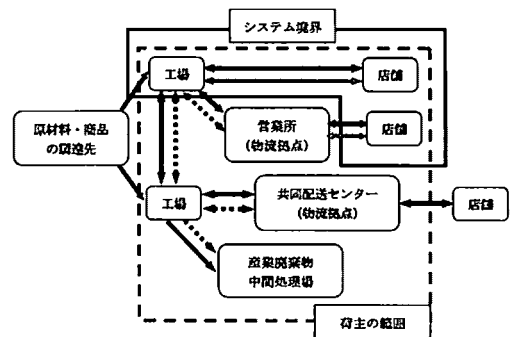 システム境界
工場
店舗
原材料・商品
の調達先
営業所
(物流拠点)
店舗
工場
共同配送センター
(物流拠点)
店舗
産業廃棄物
中間処理場
荷主の範囲